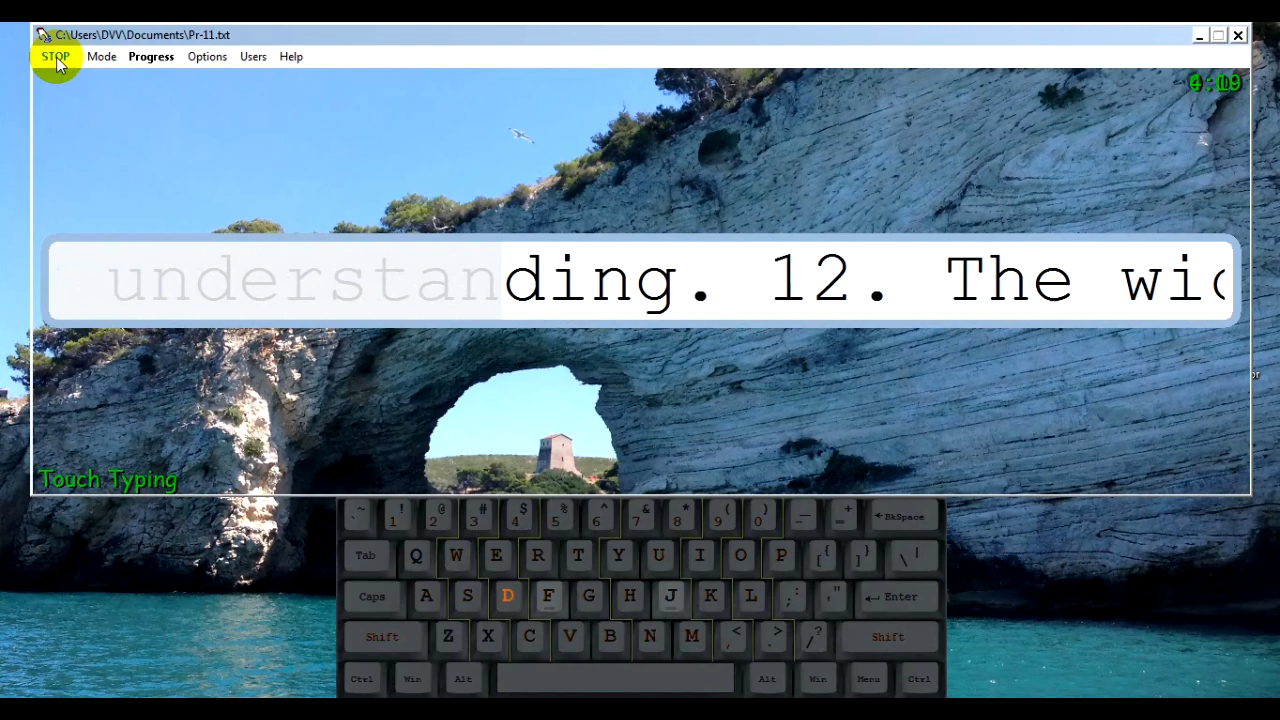 C:\Users\DVV\Documents\Pr-11.txt
STOP Mode Progress Options Users Help
understanding. 12. The wi
Touch Typing
~ ` ! 1 @ 2 # 3 $ 4 % 5 ^ 6 & 7 * 8 ( 9 ) 0 _ - + = BkSpace
Tab Q W E R T Y U I O P { [ } ] | \
Caps A S D F G H J K L : ; " ' Enter
Shift Z X C V B N M < , > . ? / Shift
Ctrl Win Alt Alt Win Menu Ctrl